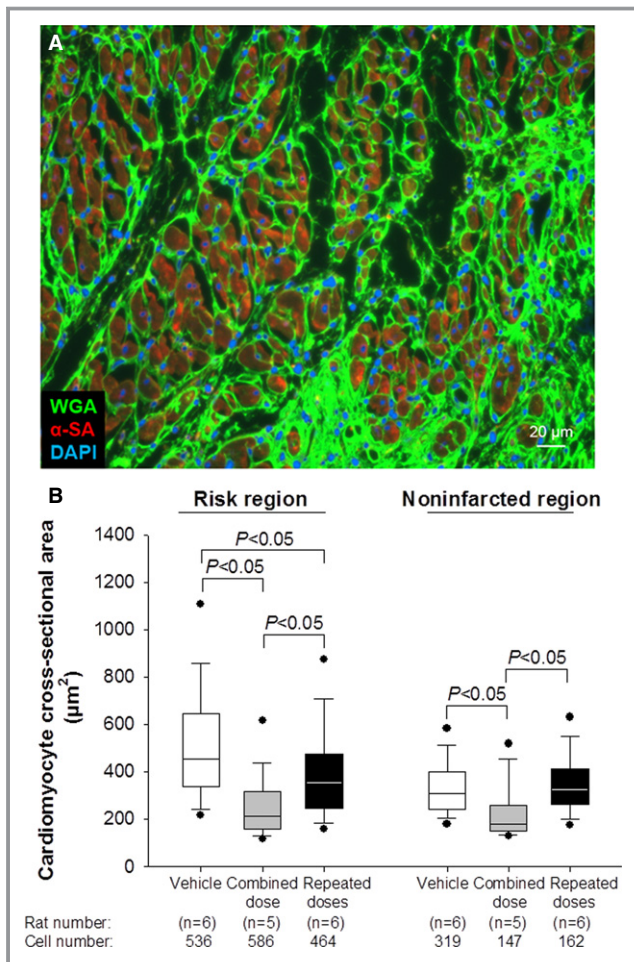 A
WGA
α-SA
DAPI
20 μm
B
Risk region
Noninfarcted region
Cardiomyocyte cross-sectional area
(μm²)
1400
1200
1000
800
600
400
200
0
P<0.05
P<0.05
P<0.05
P<0.05
P<0.05
Vehicle Combined Repeated Vehicle Combined Repeated
dose doses dose doses
Rat number: (n=6) (n=5) (n=6) (n=6) (n=5) (n=6)
Cell number: 536 586 464 319 147 162